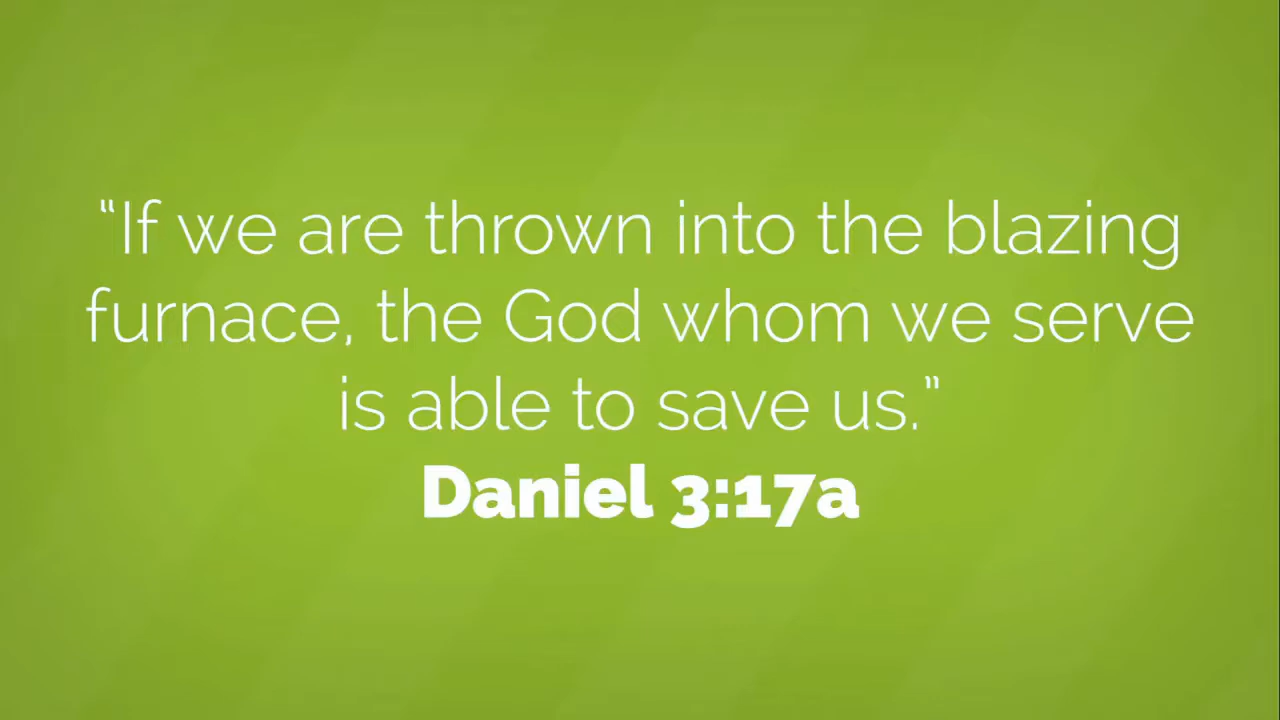 “If we are thrown into the blazing
furnace, the God whom we serve
is able to save us.”
Daniel 3:17a